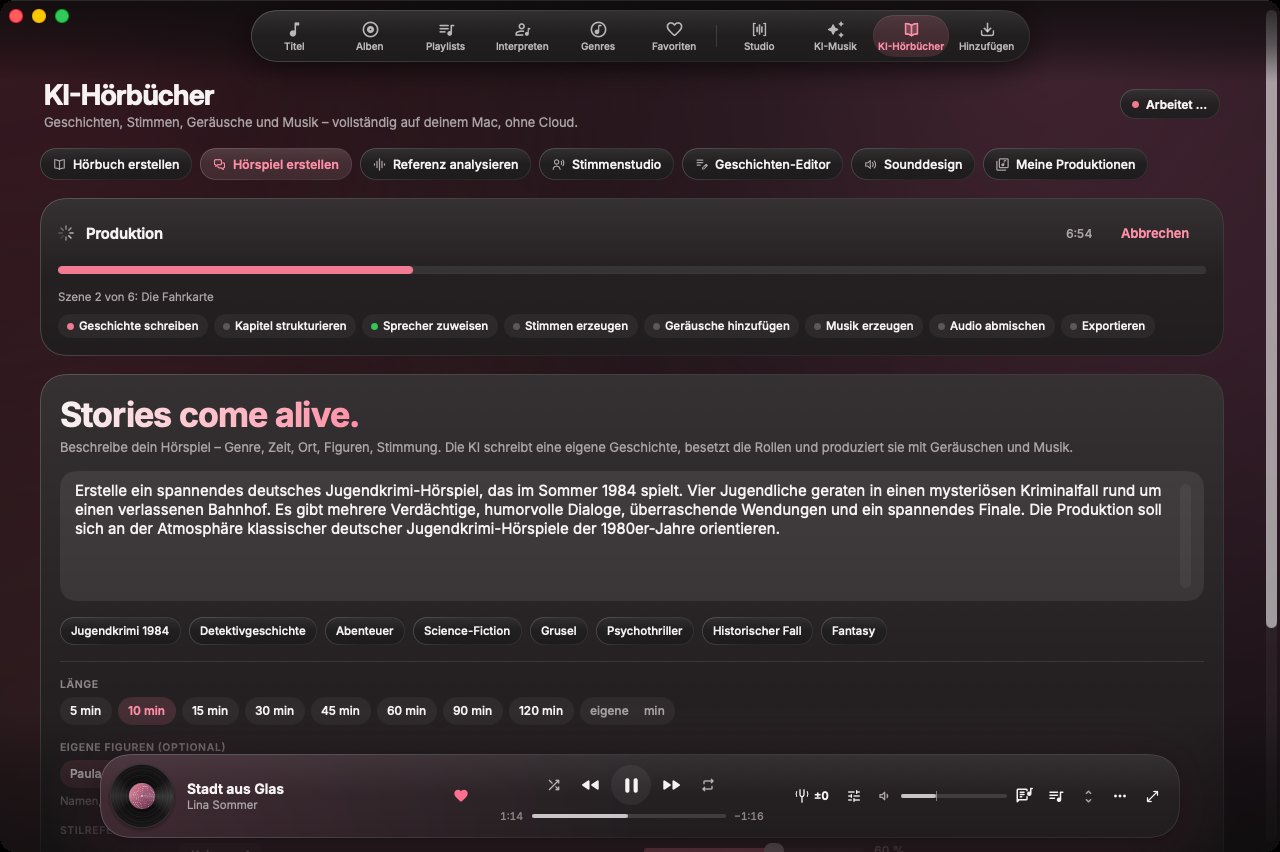 Titel
Alben
Playlists
Interpreten
Genres
Favoriten
Studio
KI-Musik
KI-Hörbücher
Hinzufügen
KI-Hörbücher
Geschichten, Stimmen, Geräusche und Musik – vollständig auf deinem Mac, ohne Cloud.
Arbeitet ...
Hörbuch erstellen
Hörspiel erstellen
Referenz analysieren
Stimmenstudio
Geschichten-Editor
Sounddesign
Meine Produktionen
Produktion
6:54
Abbrechen
Szene 2 von 6: Die Fahrkarte
Geschichte schreiben
Kapitel strukturieren
Sprecher zuweisen
Stimmen erzeugen
Geräusche hinzufügen
Musik erzeugen
Audio abmischen
Exportieren
Stories come alive.
Beschreibe dein Hörspiel – Genre, Zeit, Ort, Figuren, Stimmung. Die KI schreibt eine eigene Geschichte, besetzt die Rollen und produziert sie mit Geräuschen und Musik.
Erstelle ein spannendes deutsches Jugendkrimi-Hörspiel, das im Sommer 1984 spielt. Vier Jugendliche geraten in einen mysteriösen Kriminalfall rund um
einen verlassenen Bahnhof. Es gibt mehrere Verdächtige, humorvolle Dialoge, überraschende Wendungen und ein spannendes Finale. Die Produktion soll
sich an der Atmosphäre klassischer deutscher Jugendkrimi-Hörspiele der 1980er-Jahre orientieren.
Jugendkrimi 1984
Detektivgeschichte
Abenteuer
Science-Fiction
Grusel
Psychothriller
Historischer Fall
Fantasy
LÄNGE
5 min
10 min
15 min
30 min
45 min
60 min
90 min
120 min
eigene min
EIGENE FIGUREN (OPTIONAL)
Paula
Namen,
Stadt aus Glas
Lina Sommer
1:14
−1:16
±0
60 %